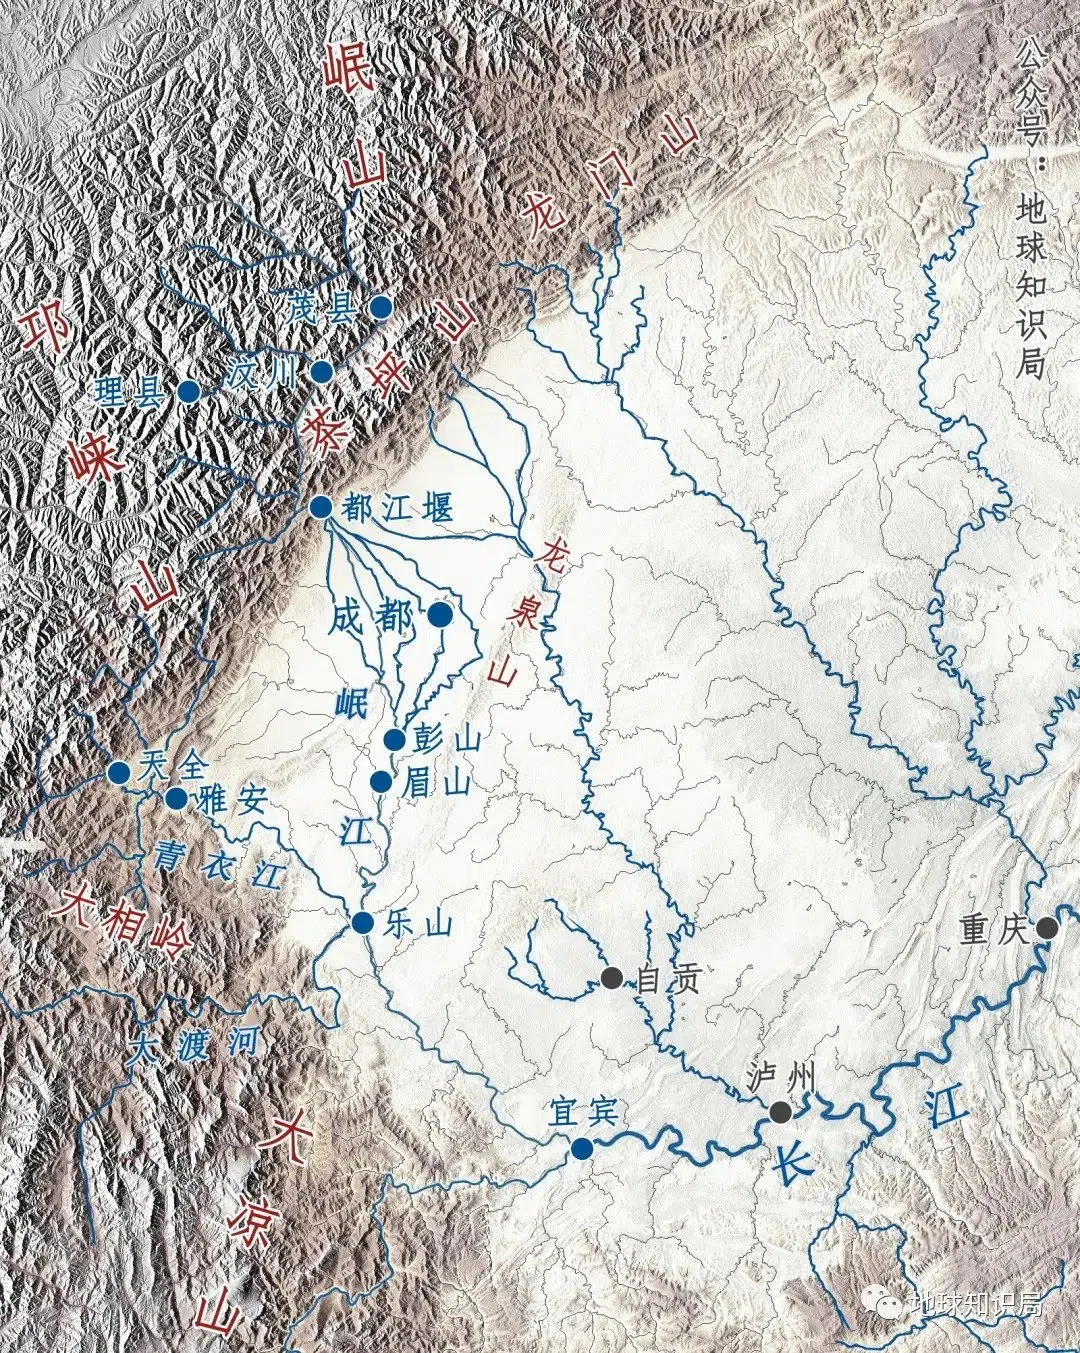 岷山
公众号：地球知识局
龙门山
邛崃山
茂县
茶坪山
汶川
理县
都江堰
成都
龙泉山
岷江
彭山
眉山
天全
雅安
青衣江
大相岭
乐山
重庆
自贡
大渡河
泸州
长江
宜宾
大凉山
地球知识局